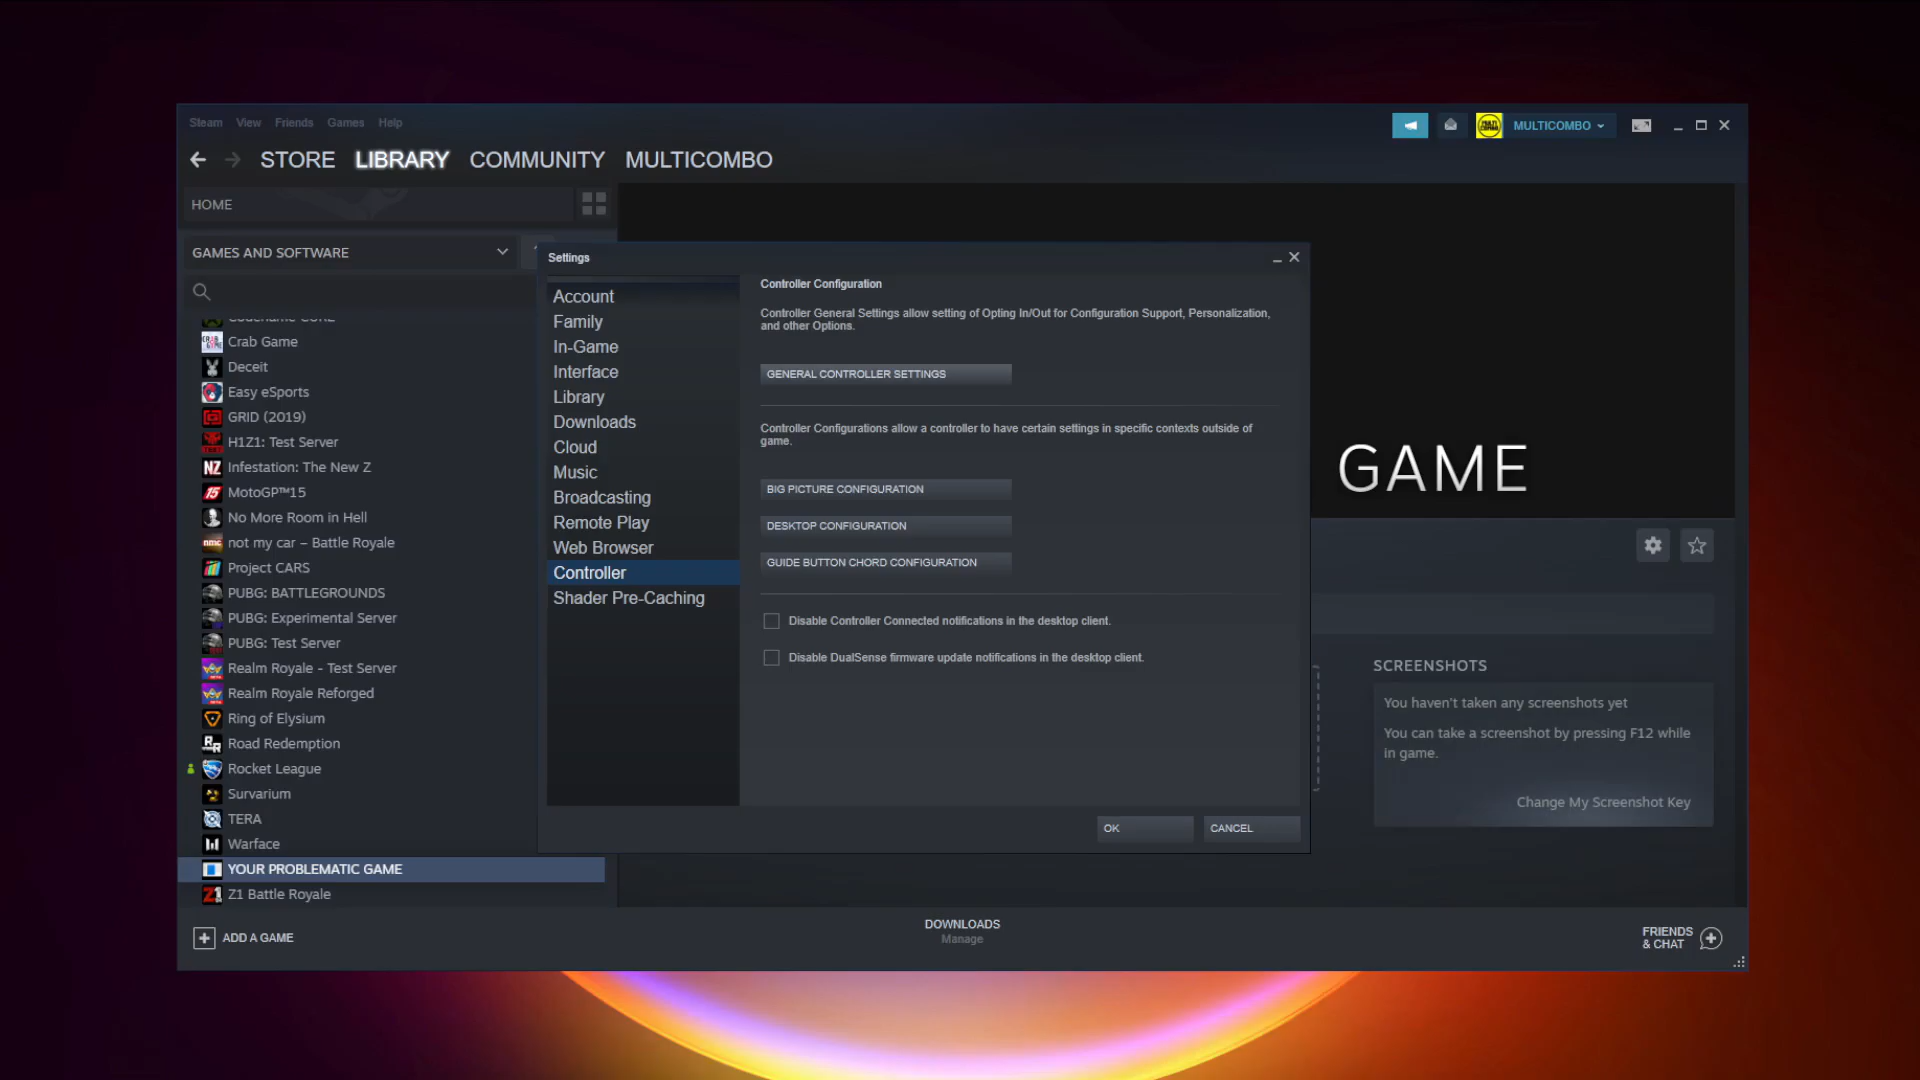 Steam View Friends Games Help
MULTICOMBO
STORE LIBRARY COMMUNITY MULTICOMBO
HOME
GAMES AND SOFTWARE
Crab Game
Deceit
Easy eSports
GRID (2019)
H1Z1: Test Server
Infestation: The New Z
MotoGP™15
No More Room in Hell
not my car – Battle Royale
Project CARS
PUBG: BATTLEGROUNDS
PUBG: Experimental Server
PUBG: Test Server
Realm Royale - Test Server
Realm Royale Reforged
Ring of Elysium
Road Redemption
Rocket League
Survarium
TERA
Warface
YOUR PROBLEMATIC GAME
Z1 Battle Royale
ADD A GAME
Settings
Account
Family
In-Game
Interface
Library
Downloads
Cloud
Music
Broadcasting
Remote Play
Web Browser
Controller
Shader Pre-Caching
Controller Configuration
Controller General Settings allow setting of Opting In/Out for Configuration Support, Personalization,
and other Options.
GENERAL CONTROLLER SETTINGS
Controller Configurations allow a controller to have certain settings in specific contexts outside of
game.
BIG PICTURE CONFIGURATION
DESKTOP CONFIGURATION
GUIDE BUTTON CHORD CONFIGURATION
Disable Controller Connected notifications in the desktop client.
Disable DualSense firmware update notifications in the desktop client.
OK CANCEL
GAME
SCREENSHOTS
You haven't taken any screenshots yet
You can take a screenshot by pressing F12 while
in game.
Change My Screenshot Key
DOWNLOADS
Manage
FRIENDS
& CHAT